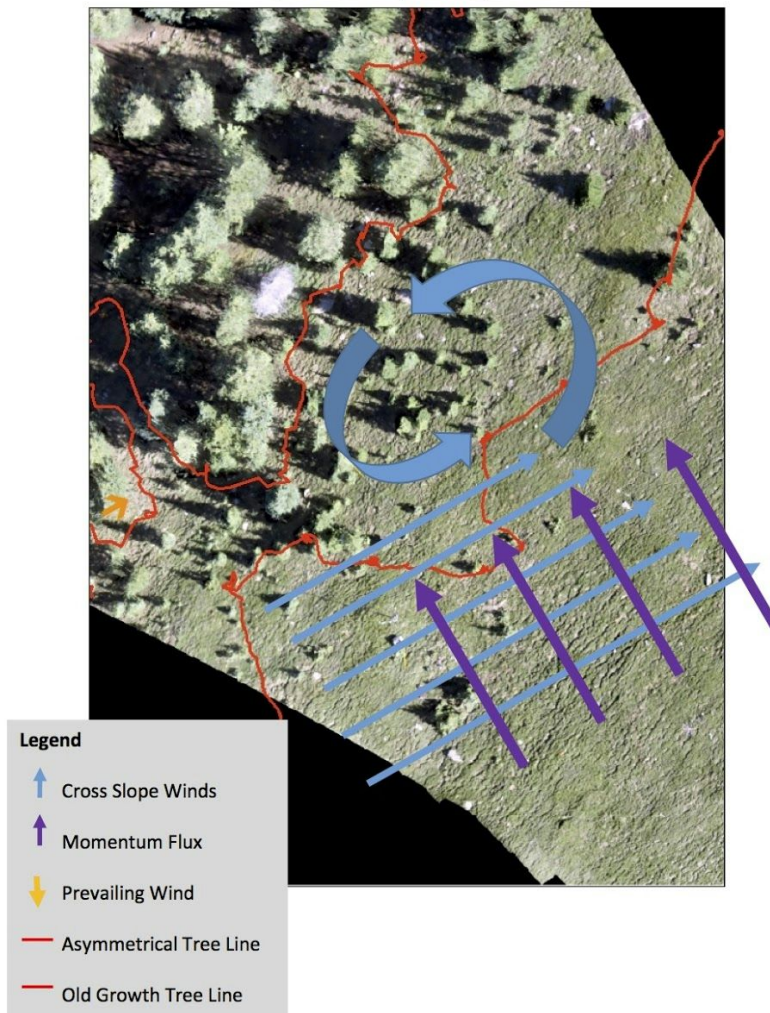 Legend
Cross Slope Winds
Momentum Flux
Prevailing Wind
Asymmetrical Tree Line
Old Growth Tree Line